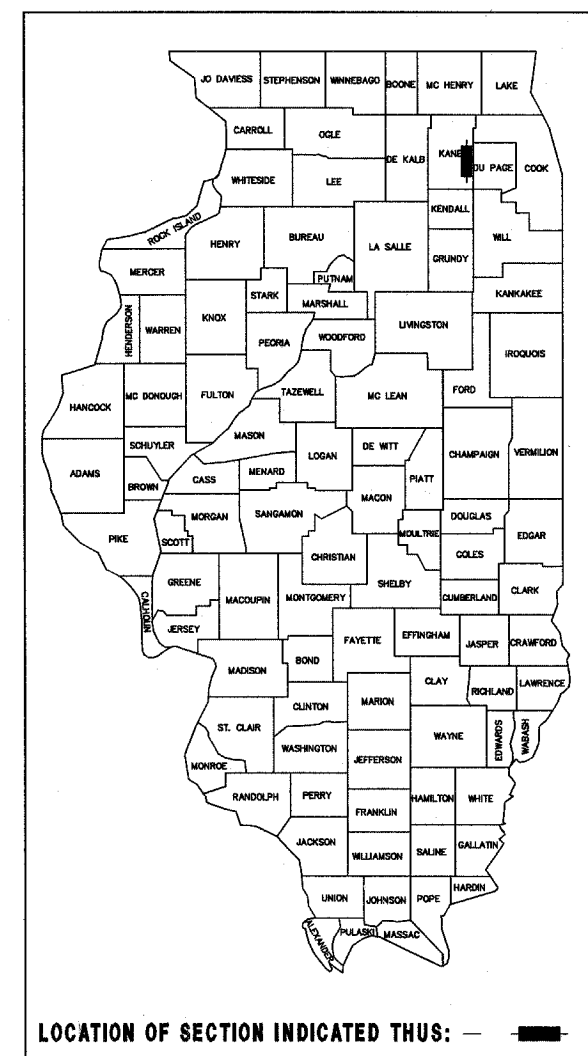 JO DAVIESS STEPHENSON WINNEBAGO BOONE MC HENRY LAKE
CARROLL OGLE DE KALB KANE DU PAGE COOK
WHITESIDE LEE
KENDALL
ROCK ISLAND HENRY BUREAU LA SALLE GRUNDY WILL
MERCER PUTNAM
STARK MARSHALL KANKAKEE
HENDERSON WARREN KNOX LIVINGSTON
PEORIA WOODFORD IROQUOIS
HANCOCK MC DONOUGH FULTON TAZEWELL MC LEAN FORD
MASON
SCHUYLER LOGAN DE WITT CHAMPAIGN VERMILION
ADAMS BROWN CASS MENARD PIATT
MACON
MORGAN SANGAMON DOUGLAS
PIKE SCOTT CHRISTIAN MOULTRIE COLES EDGAR
GREENE MACOUPIN MONTGOMERY SHELBY CUMBERLAND CLARK
CALHOUN JERSEY
FAYETTE EFFINGHAM JASPER CRAWFORD
MADISON BOND
CLAY RICHLAND LAWRENCE
CLINTON MARION
ST. CLAIR WAYNE EDWARDS WABASH
WASHINGTON JEFFERSON
MONROE
RANDOLPH PERRY FRANKLIN HAMILTON WHITE
JACKSON WILLIAMSON SALINE GALLATIN
UNION JOHNSON POPE HARDIN
ALEXANDER PULASKI MASSAC
LOCATION OF SECTION INDICATED THUS: